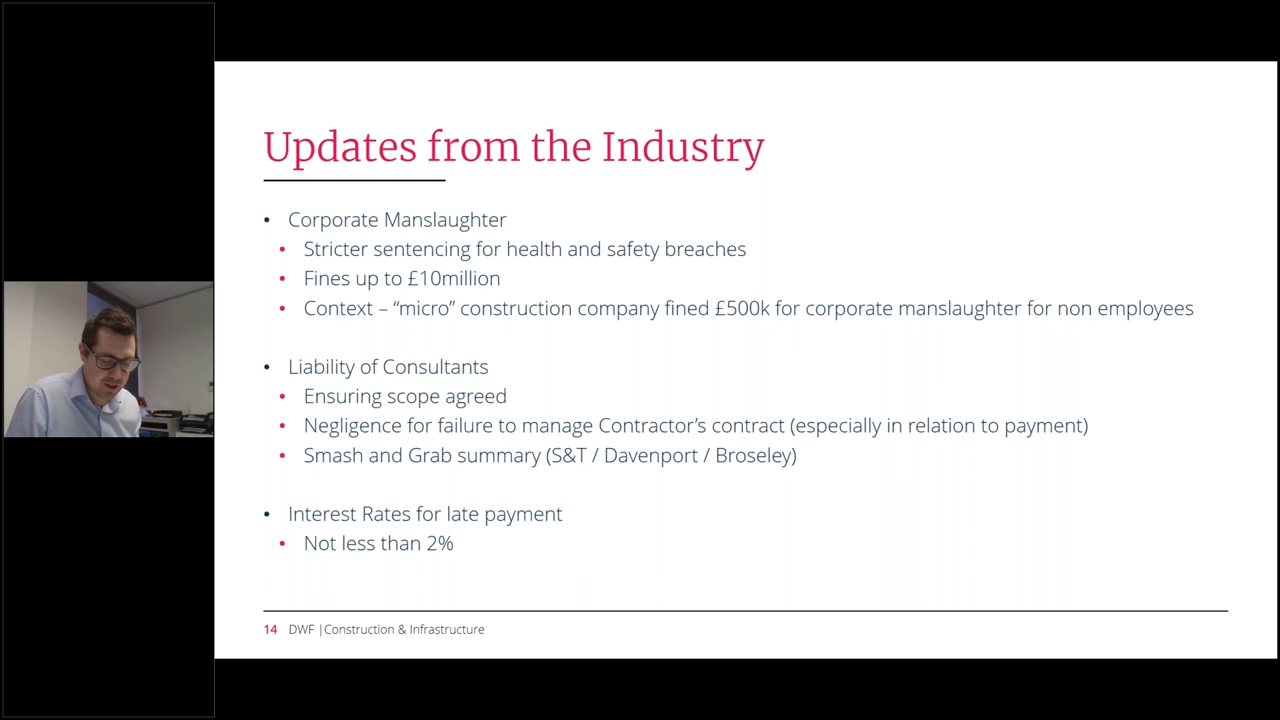 Updates from the Industry
• Corporate Manslaughter
• Stricter sentencing for health and safety breaches
• Fines up to £10million
• Context – “micro” construction company fined £500k for corporate manslaughter for non employees
• Liability of Consultants
• Ensuring scope agreed
• Negligence for failure to manage Contractor’s contract (especially in relation to payment)
• Smash and Grab summary (S&T / Davenport / Broseley)
• Interest Rates for late payment
• Not less than 2%
14 DWF |Construction & Infrastructure